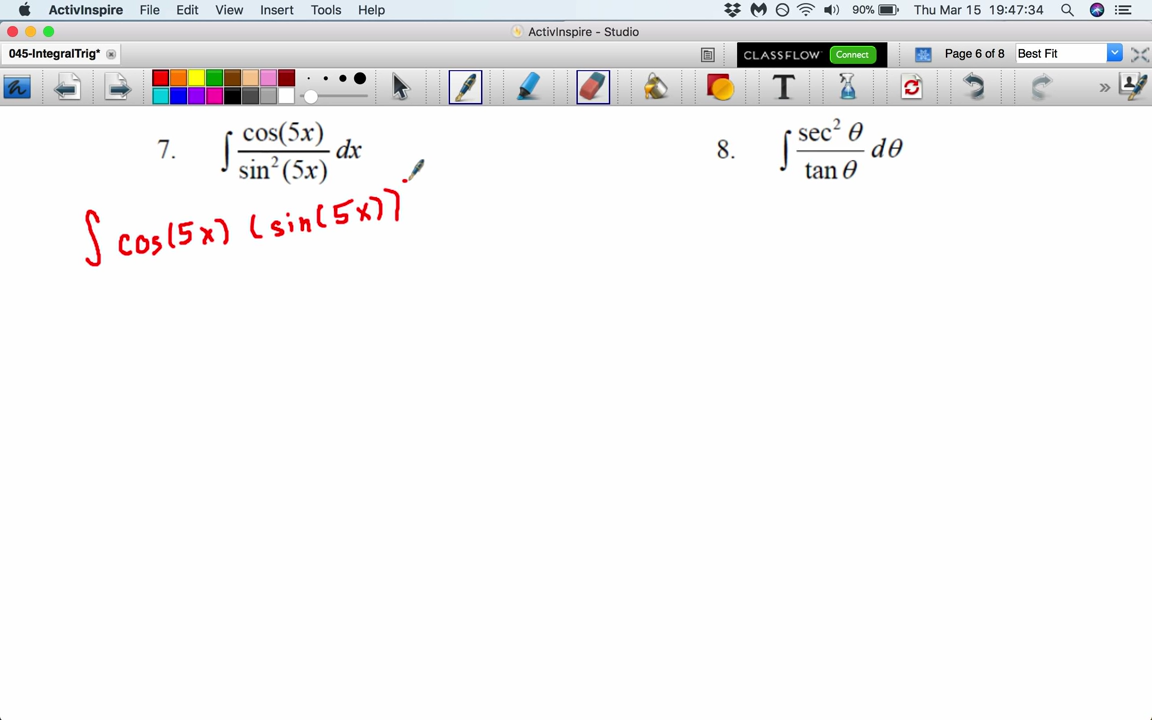 ActivInspire File Edit View Insert Tools Help 90% Thu Mar 15 19:47:34
ActivInspire - Studio
045-IntegralTrig* CLASSFLOW Connect Page 6 of 8 Best Fit
T »
7. ∫ cos(5x) / sin² (5x) dx
8. ∫ sec² θ / tan θ dθ
∫ cos(5x) (sin(5x))⁻